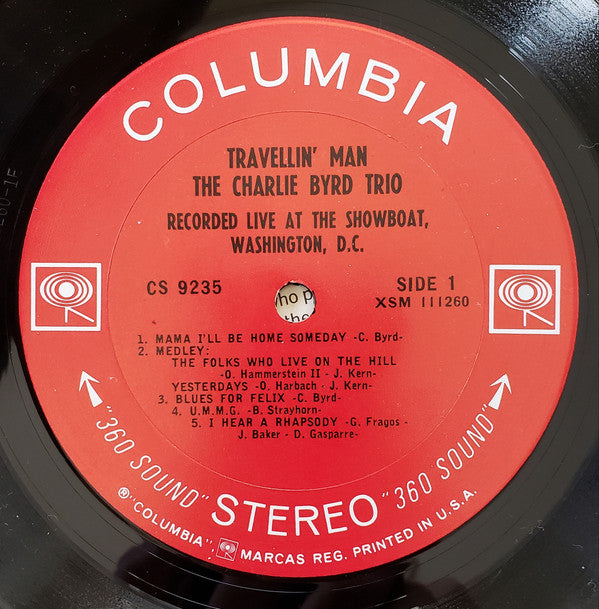 COLUMBIA
TRAVELLIN' MAN
THE CHARLIE BYRD TRIO
RECORDED LIVE AT THE SHOWBOAT,
WASHINGTON, D.C.
CS 9235
SIDE 1
XSM 111260
ho p
the
1. MAMA I'LL BE HOME SOMEDAY -C. Byrd-
2. MEDLEY:
THE FOLKS WHO LIVE ON THE HILL
-O. Hammerstein II - J. Kern-
YESTERDAYS -O. Harbach - J. Kern-
3. BLUES FOR FELIX -C. Byrd-
4. U.M.M.G. -B. Strayhorn-
5. I HEAR A RHAPSODY -G. Fragos -
J. Baker - D. Gasparre-
"360 SOUND" STEREO "360 SOUND"
® "COLUMBIA", MARCAS REG. PRINTED IN U.S.A.